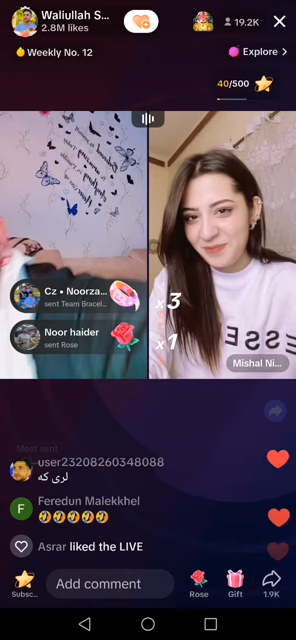 Waliullah S...
2.8M likes
19.2K
Weekly No. 12
Explore >
40/500
Cz • Noorza...
sent Team Bracel...
x3
Noor haider
sent Rose
x1
Mishal Ni...
Most sent
user23208260348088
لری که
F
Feredun Malekkhel
🤣🤣🤣🤣🤣
Asrar liked the LIVE
Add comment
Subsc...
Rose
Gift
1.9K